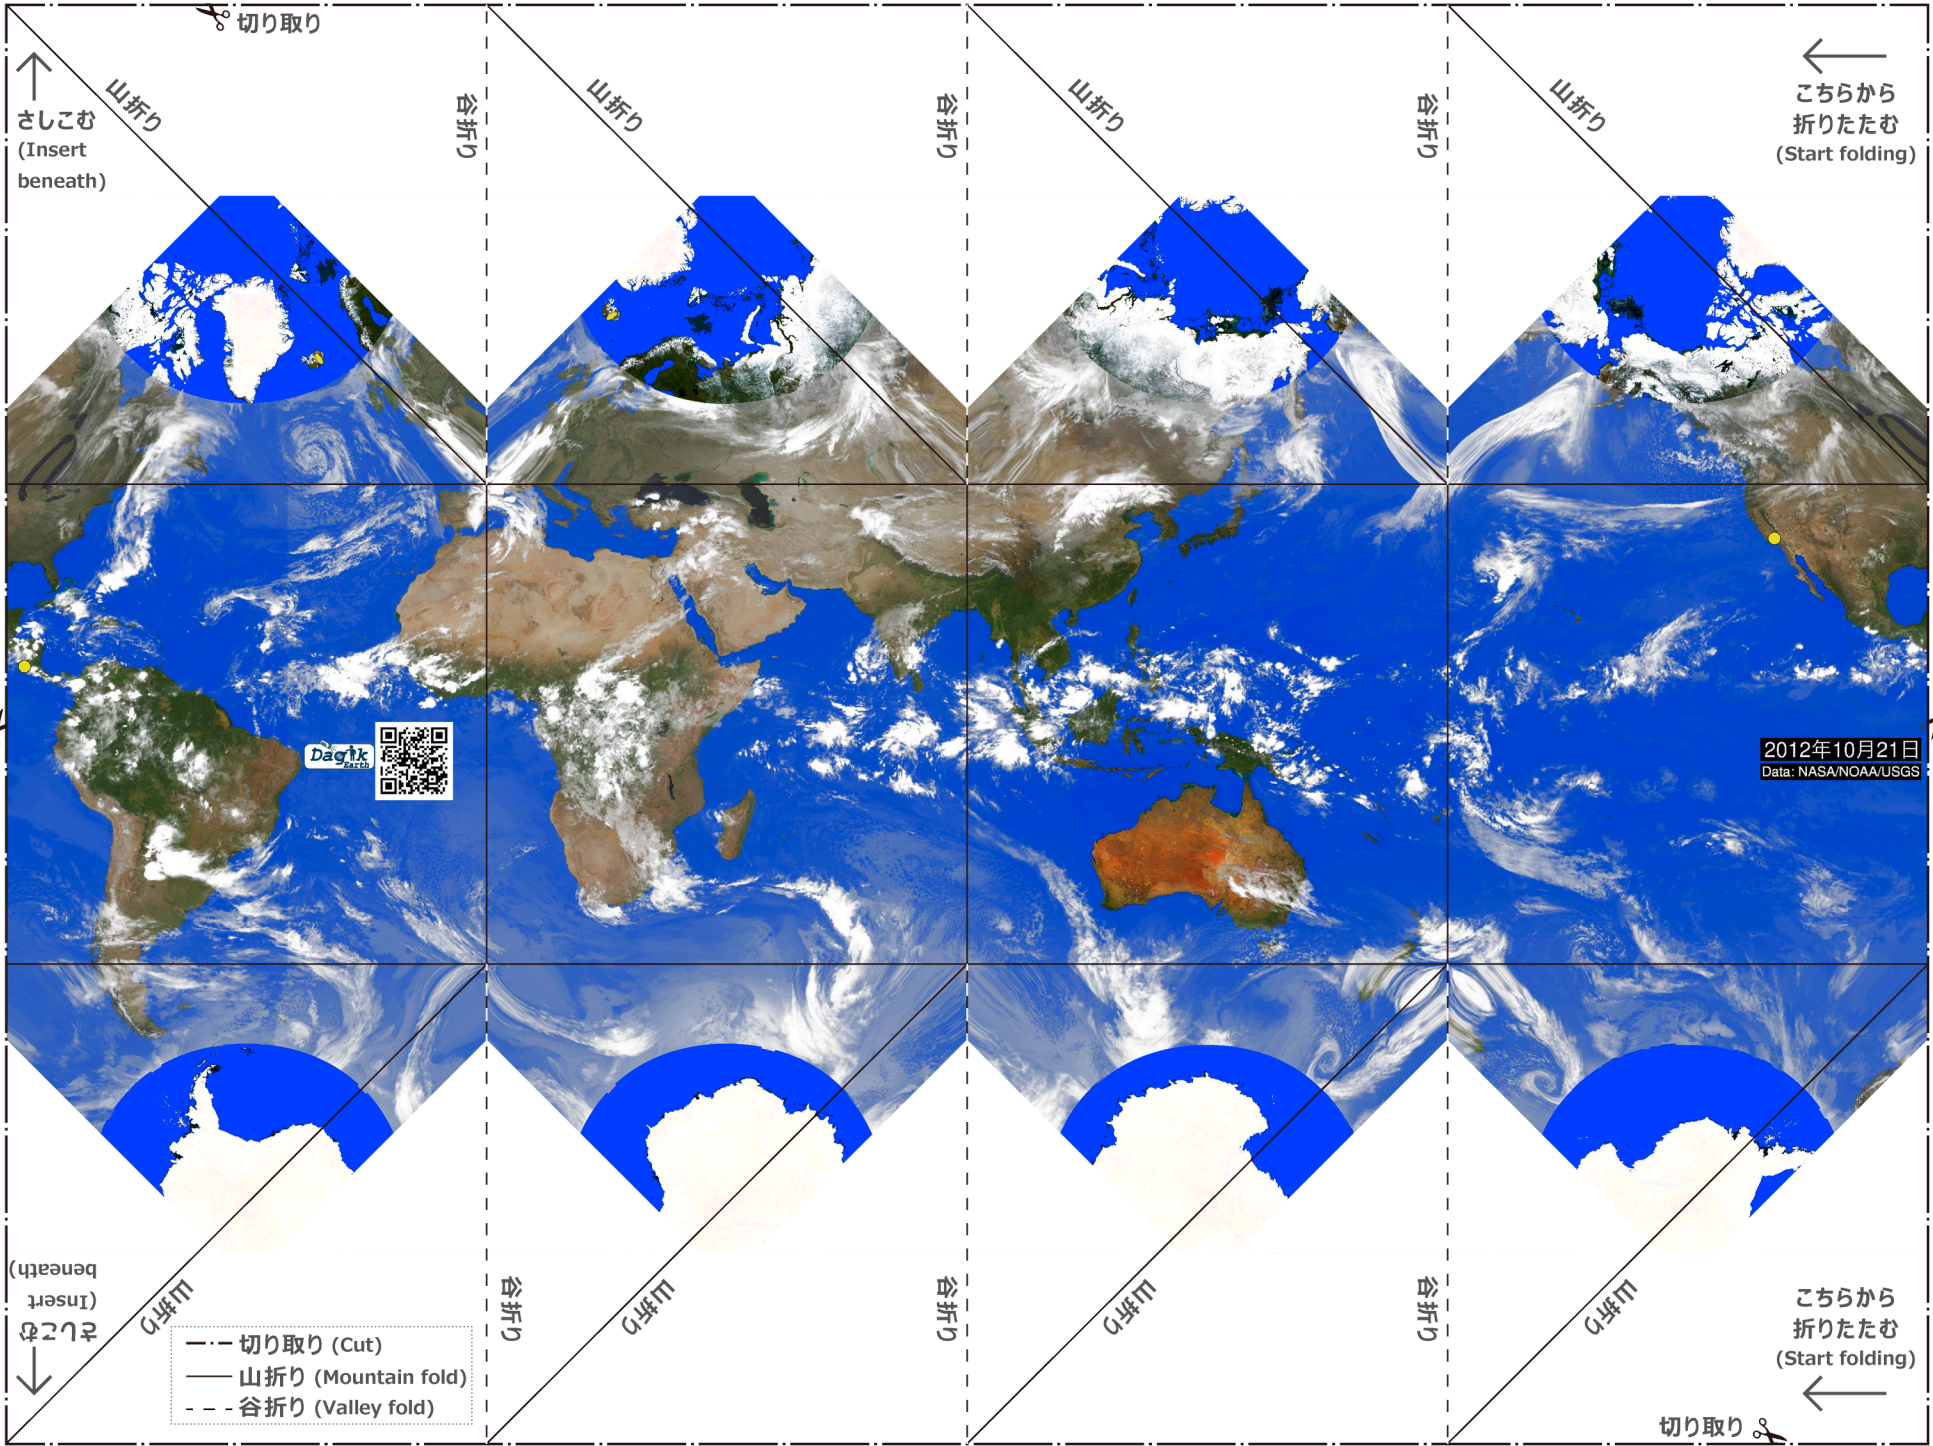 切り取り
さしこむ
(Insert
beneath)
山折り
谷折り
山折り
谷折り
山折り
谷折り
山折り
こちらから
折りたたむ
(Start folding)
Dagik
Earth
2012年10月21日
Data: NASA/NOAA/USGS
さしこむ
(Insert
beneath)
山折り
谷折り
山折り
谷折り
山折り
谷折り
山折り
こちらから
折りたたむ
(Start folding)
切り取り (Cut)
山折り (Mountain fold)
谷折り (Valley fold)
切り取り